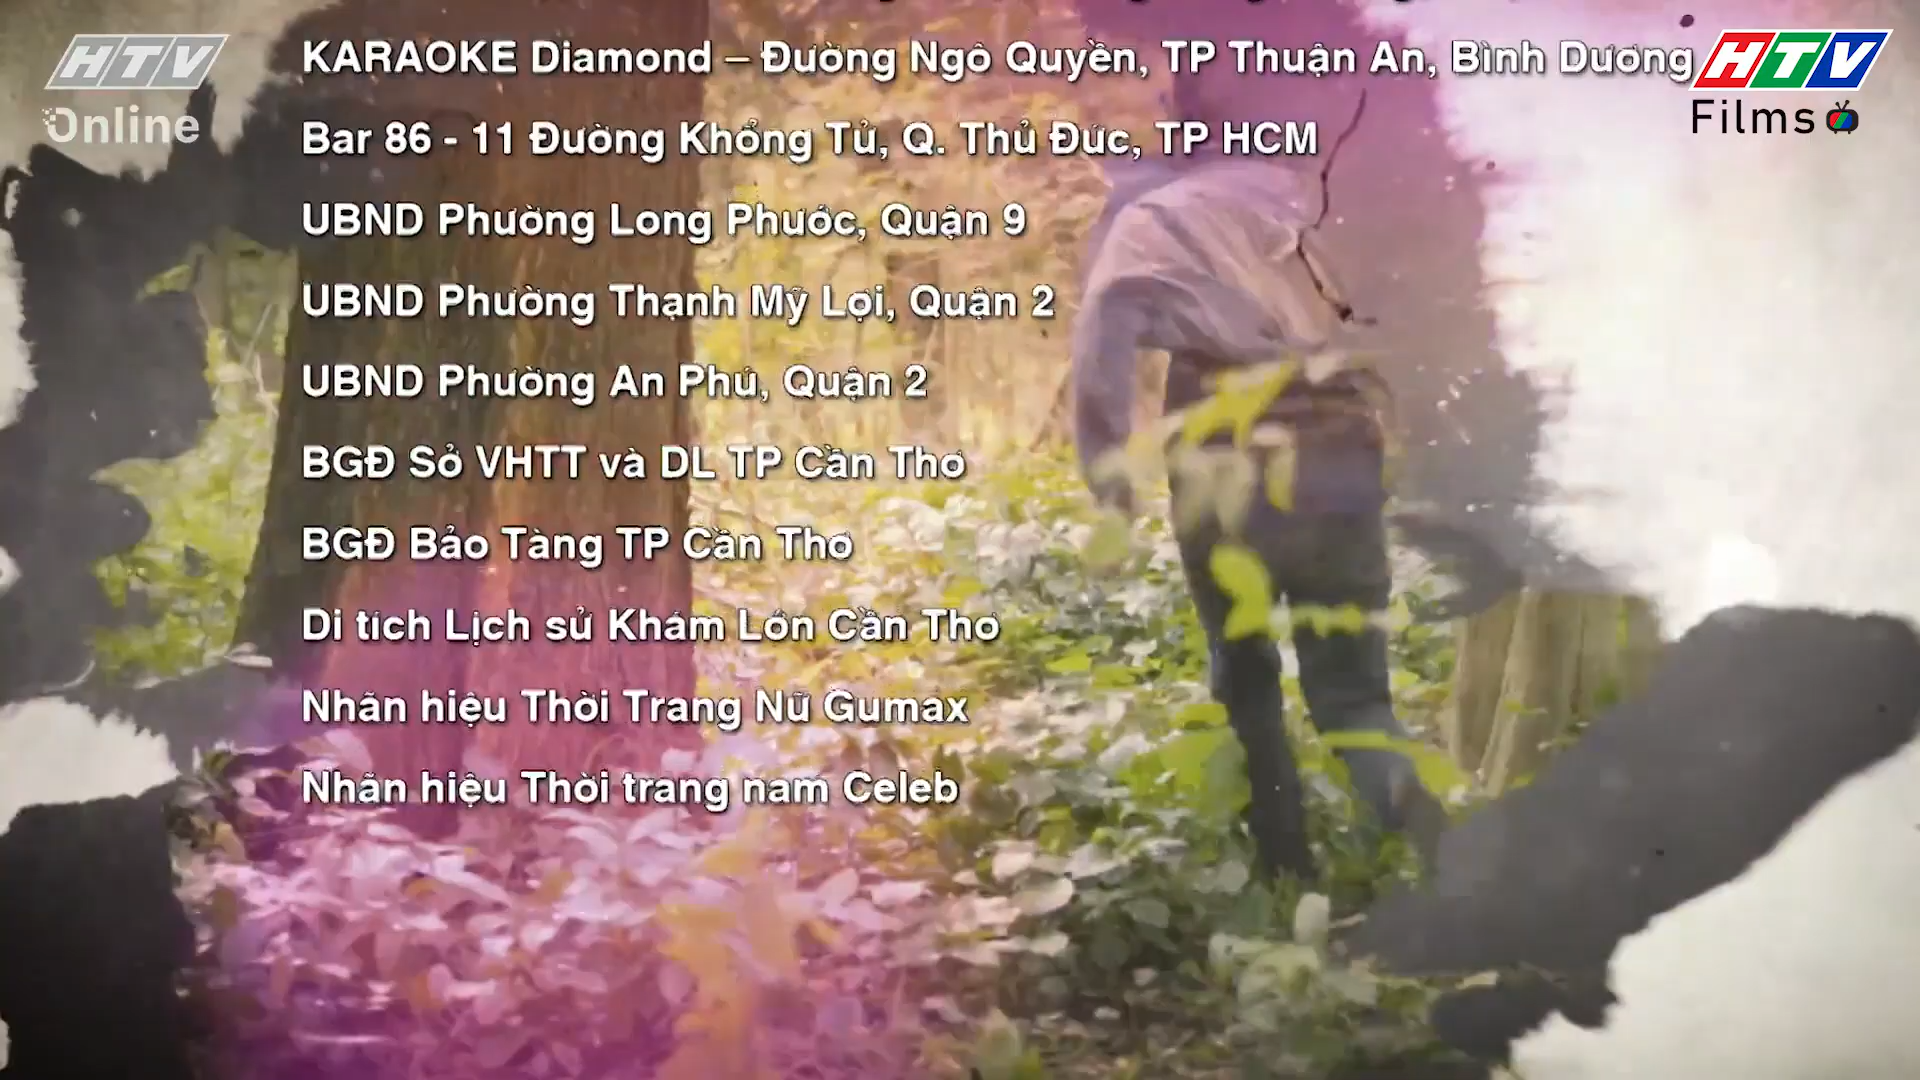 HTV
Online
HTV
Films
KARAOKE Diamond – Đường Ngô Quyền, TP Thuận An, Bình Dương
Bar 86 - 11 Đường Khổng Tử, Q. Thủ Đức, TP HCM
UBND Phường Long Phước, Quận 9
UBND Phường Thạnh Mỹ Lợi, Quận 2
UBND Phường An Phú, Quận 2
BGĐ Sở VHTT và DL TP Cần Thơ
BGĐ Bảo Tàng TP Cần Thơ
Di tích Lịch sử Khám Lớn Cần Thơ
Nhãn hiệu Thời Trang Nữ Gumax
Nhãn hiệu Thời trang nam Celeb